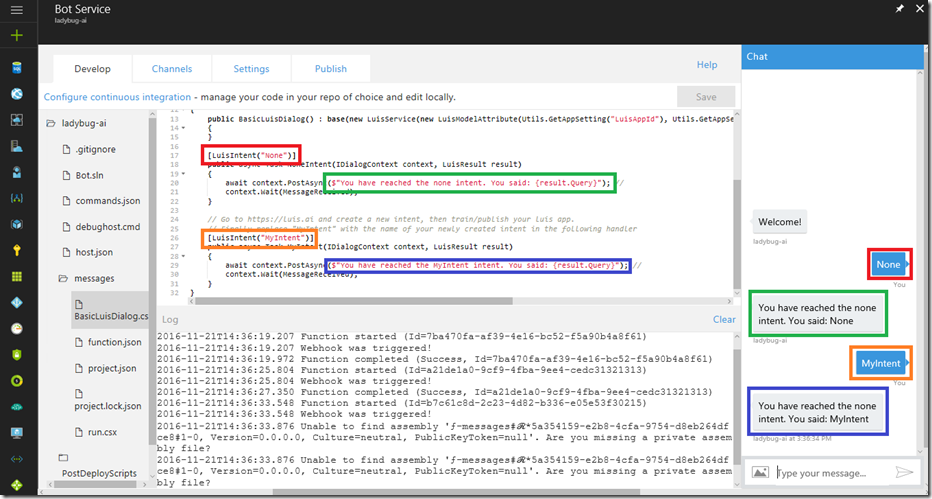 Bot Service
ladybug-ai
Develop
Channels
Settings
Publish
Help
Configure continuous integration - manage your code in your repo of choice and edit locally.
Save
ladybug-ai
.gitignore
Bot.sln
commands.json
debughost.cmd
host.json
messages
BasicLuisDialog.cs
function.json
project.json
project.lock.json
run.csx
PostDeployScripts
12 {
13 public BasicLuisDialog() : base(new LuisService(new LuisModelAttribute(Utils.GetAppSetting("LuisAppId"), Utils.GetAppSe
14 {
15 }
16
17 [LuisIntent("None")]
18 public async Task NoneIntent(IDialogContext context, LuisResult result)
19 {
20 await context.PostAsync($"You have reached the none intent. You said: {result.Query}"); //
21 context.Wait(MessageReceived);
22 }
23
24 // Go to https://luis.ai and create a new intent, then train/publish your luis app.
25 // Finally replace "MyIntent" with the name of your newly created intent in the following handler
26 [LuisIntent("MyIntent")]
27 public async Task MyIntent(IDialogContext context, LuisResult result)
28 {
29 await context.PostAsync($"You have reached the MyIntent intent. You said: {result.Query}"); //
30 context.Wait(MessageReceived);
31 }
32 }
Log
Clear
2016-11-21T14:36:19.207 Function started (Id=7ba470fa-af39-4e16-bc52-f5a90b4a8f61)
2016-11-21T14:36:19.207 Webhook was triggered!
2016-11-21T14:36:19.972 Function completed (Success, Id=7ba470fa-af39-4e16-bc52-f5a90b4a8f61)
2016-11-21T14:36:25.804 Function started (Id=a21de1a0-c9f9-4fba-9ee4-cedc31321313)
2016-11-21T14:36:25.804 Webhook was triggered!
2016-11-21T14:36:27.350 Function completed (Success, Id=a21de1a0-c9f9-4fba-9ee4-cedc31321313)
2016-11-21T14:36:33.548 Function started (Id=b7c61c8d-2c23-4d82-b336-e05e53f30215)
2016-11-21T14:36:33.548 Webhook was triggered!
2016-11-21T14:36:33.876 Unable to find assembly 'ƒ-messages#ℛ*5a354159-e2b8-4cfa-9754-d8eb264df
ce8#1-0, Version=0.0.0.0, Culture=neutral, PublicKeyToken=null'. Are you missing a private assem
bly file?
2016-11-21T14:36:33.876 Unable to find assembly 'ƒ-messages#ℛ*5a354159-e2b8-4cfa-9754-d8eb264df
ce8#1-0, Version=0.0.0.0, Culture=neutral, PublicKeyToken=null'. Are you missing a private assem
bly file?
Chat
Welcome!
ladybug-ai
None
You
You have reached the none
intent. You said: None
ladybug-ai
MyIntent
You
You have reached the none
intent. You said: MyIntent
ladybug-ai at 3:36:34 PM
Type your message...